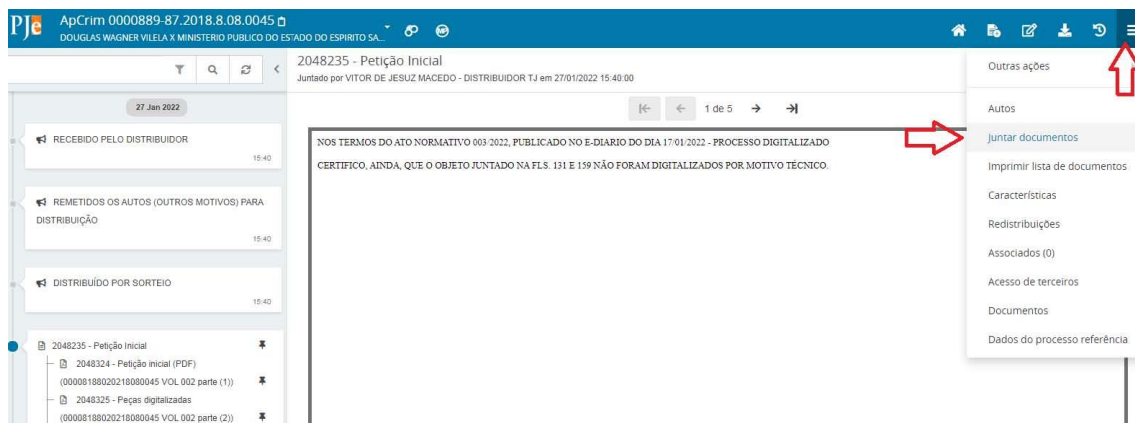 PJe
ApCrim 0000889-87.2018.8.08.0045
DOUGLAS WAGNER VILELA X MINISTERIO PUBLICO DO ESTADO DO ESPIRITO SA...
27 Jan 2022
RECEBIDO PELO DISTRIBUIDOR
15:40
REMETIDOS OS AUTOS (OUTROS MOTIVOS) PARA
DISTRIBUIÇÃO
15:40
DISTRIBUÍDO POR SORTEIO
15:40
2048235 - Petição Inicial
2048324 - Petição inicial (PDF)
(00008188020218080045 VOL 002 parte (1))
2048325 - Peças digitalizadas
(00008188020218080045 VOL 002 parte (2))
2048235 - Petição Inicial
Juntado por VITOR DE JESUZ MACEDO - DISTRIBUIDOR TJ em 27/01/2022 15:40:00
1 de 5
NOS TERMOS DO ATO NORMATIVO 003/2022, PUBLICADO NO E-DIARIO DO DIA 17/01/2022 - PROCESSO DIGITALIZADO
CERTIFICO, AINDA, QUE O OBJETO JUNTADO NA FLS. 131 E 159 NÃO FORAM DIGITALIZADOS POR MOTIVO TÉCNICO.
Outras ações
Autos
Juntar documentos
Imprimir lista de documentos
Características
Redistribuições
Associados (0)
Acesso de terceiros
Documentos
Dados do processo referência